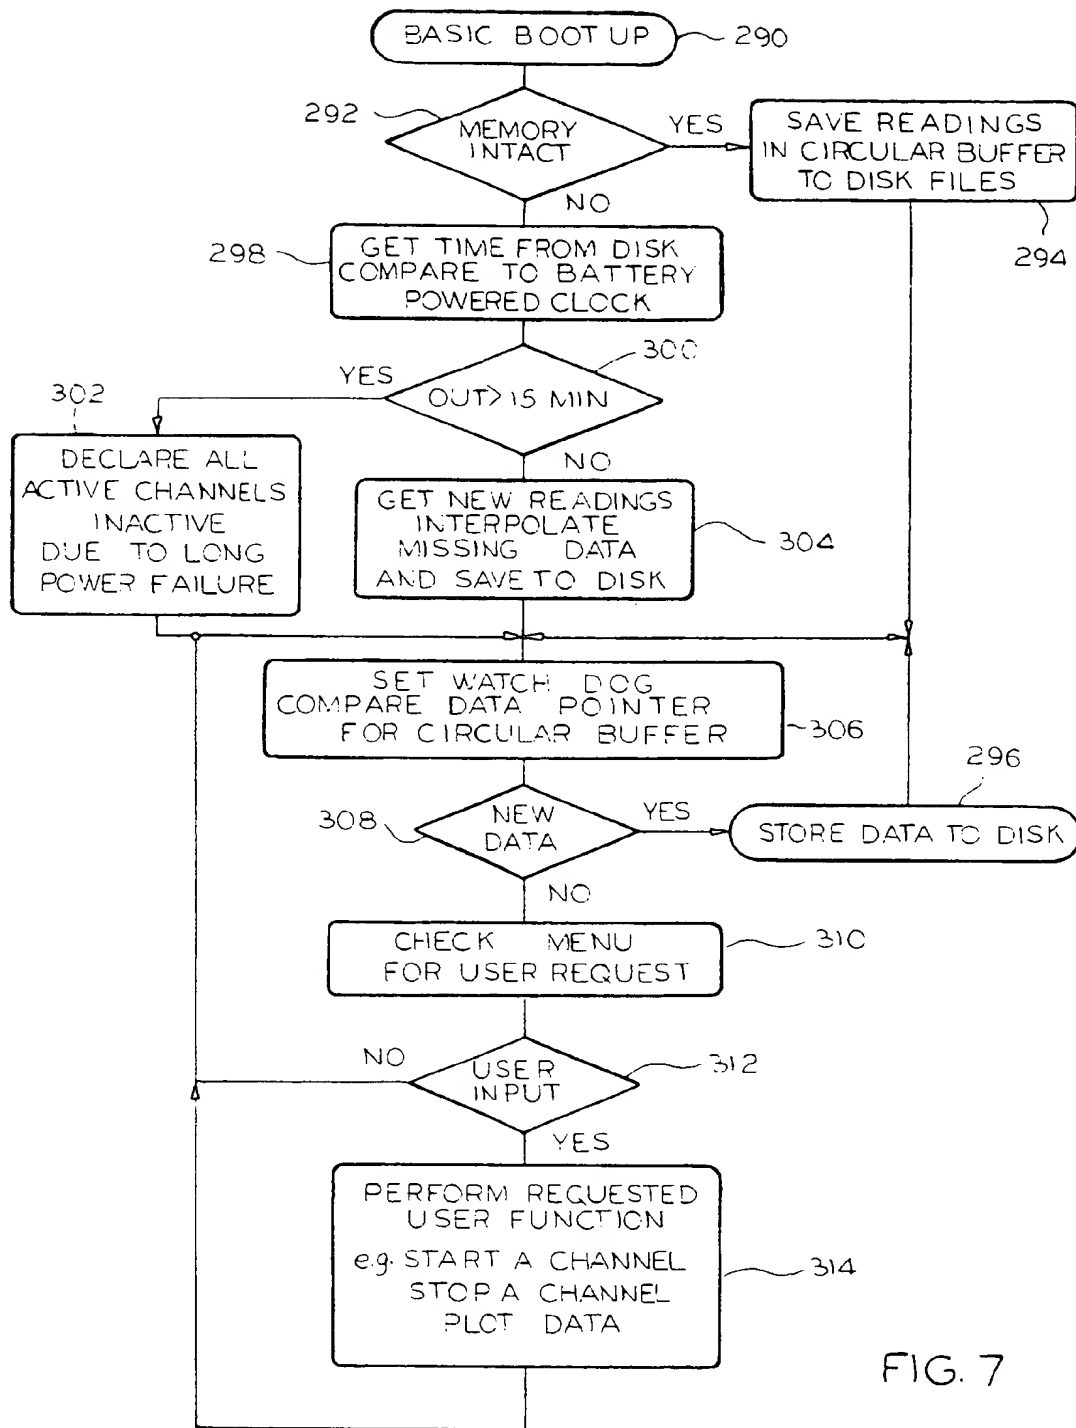 BASIC BOOT UP
290
292
MEMORY
INTACT
YES
SAVE READINGS
IN CIRCULAR BUFFER
TO DISK FILES
294
NO
298
GET TIME FROM DISK
COMPARE TO BATTERY
POWERED CLOCK
300
YES
OUT > 15 MIN
302
DECLARE ALL
ACTIVE CHANNELS
INACTIVE
DUE TO LONG
POWER FAILURE
NO
GET NEW READINGS
INTERPOLATE
MISSING DATA
AND SAVE TO DISK
304
SET WATCH DOG
COMPARE DATA POINTER
FOR CIRCULAR BUFFER
306
296
308
NEW
DATA
YES
STORE DATA TO DISK
NO
CHECK MENU
FOR USER REQUEST
310
NO
USER
INPUT
312
YES
PERFORM REQUESTED
USER FUNCTION
e.g. START A CHANNEL
STOP A CHANNEL
PLOT DATA
314
FIG. 7